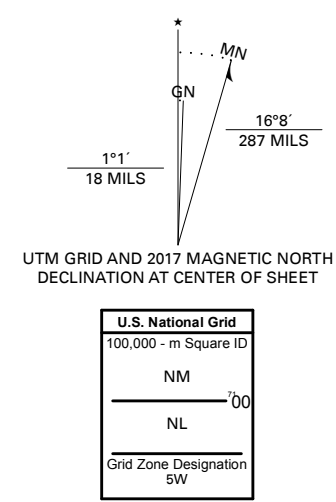 ★
MN
GN
16°8´
287 MILS
1°1´
18 MILS
UTM GRID AND 2017 MAGNETIC NORTH
DECLINATION AT CENTER OF SHEET
U.S. National Grid
100,000 - m Square ID
NM
⁷¹00
NL
Grid Zone Designation
5W